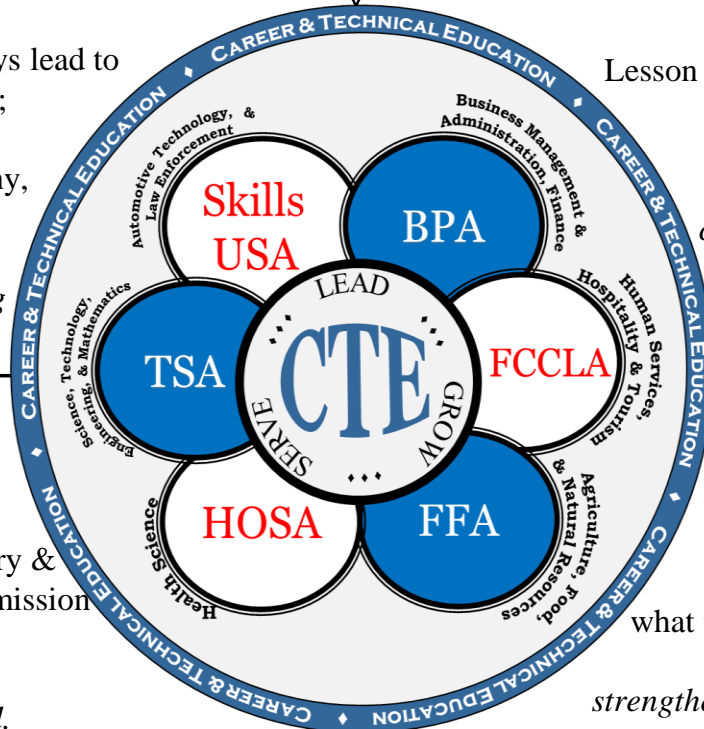 ys lead to
;
ny,
g
ry &
mission
d.
Lesson
what
strengthe
CAREER & TECHNICAL EDUCATION ♦ CAREER & TECHNICAL EDUCATION ♦ CAREER & TECHNICAL EDUCATION ♦ CAREER & TECHNICAL EDUCATION ♦ CAREER & TECHNICAL EDUCATION ♦ CAREER & TECHNICAL EDUCATION ♦
Automotive Technology, &
Law Enforcement
Skills
USA
Business Management &
Administration, Finance
BPA
Science, Technology,
Engineering, & Mathematics
TSA
Human Services,
Hospitality & Tourism
FCCLA
Health Science
HOSA
Agriculture, Food,
& Natural Resources
FFA
LEAD
GROW
SERVE
CTE